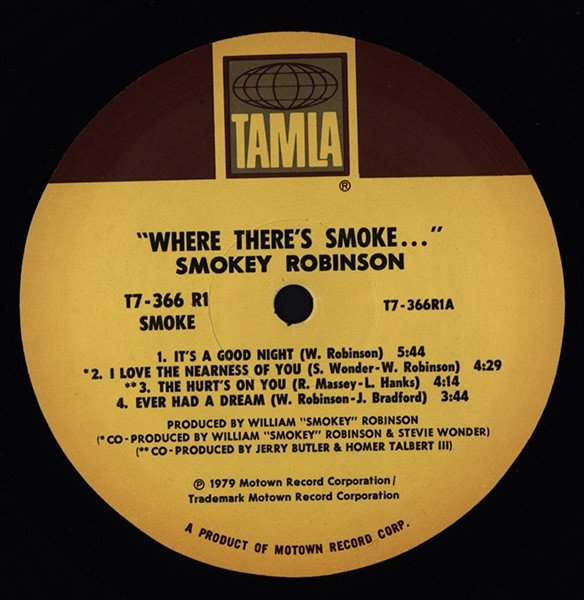 TAMLA
®
"WHERE THERE'S SMOKE..."
SMOKEY ROBINSON
T7-366 R1
SMOKE
T7-366R1A
1. IT'S A GOOD NIGHT (W. Robinson) 5:44
*2. I LOVE THE NEARNESS OF YOU (S. Wonder-W. Robinson) 4:29
**3. THE HURT'S ON YOU (R. Massey-L. Hanks) 4:14
4. EVER HAD A DREAM (W. Robinson-J. Bradford) 3:44
PRODUCED BY WILLIAM "SMOKEY" ROBINSON
(*CO-PRODUCED BY WILLIAM "SMOKEY" ROBINSON & STEVIE WONDER)
(**CO-PRODUCED BY JERRY BUTLER & HOMER TALBERT III)
℗ 1979 Motown Record Corporation/
Trademark Motown Record Corporation
A PRODUCT OF MOTOWN RECORD CORP.